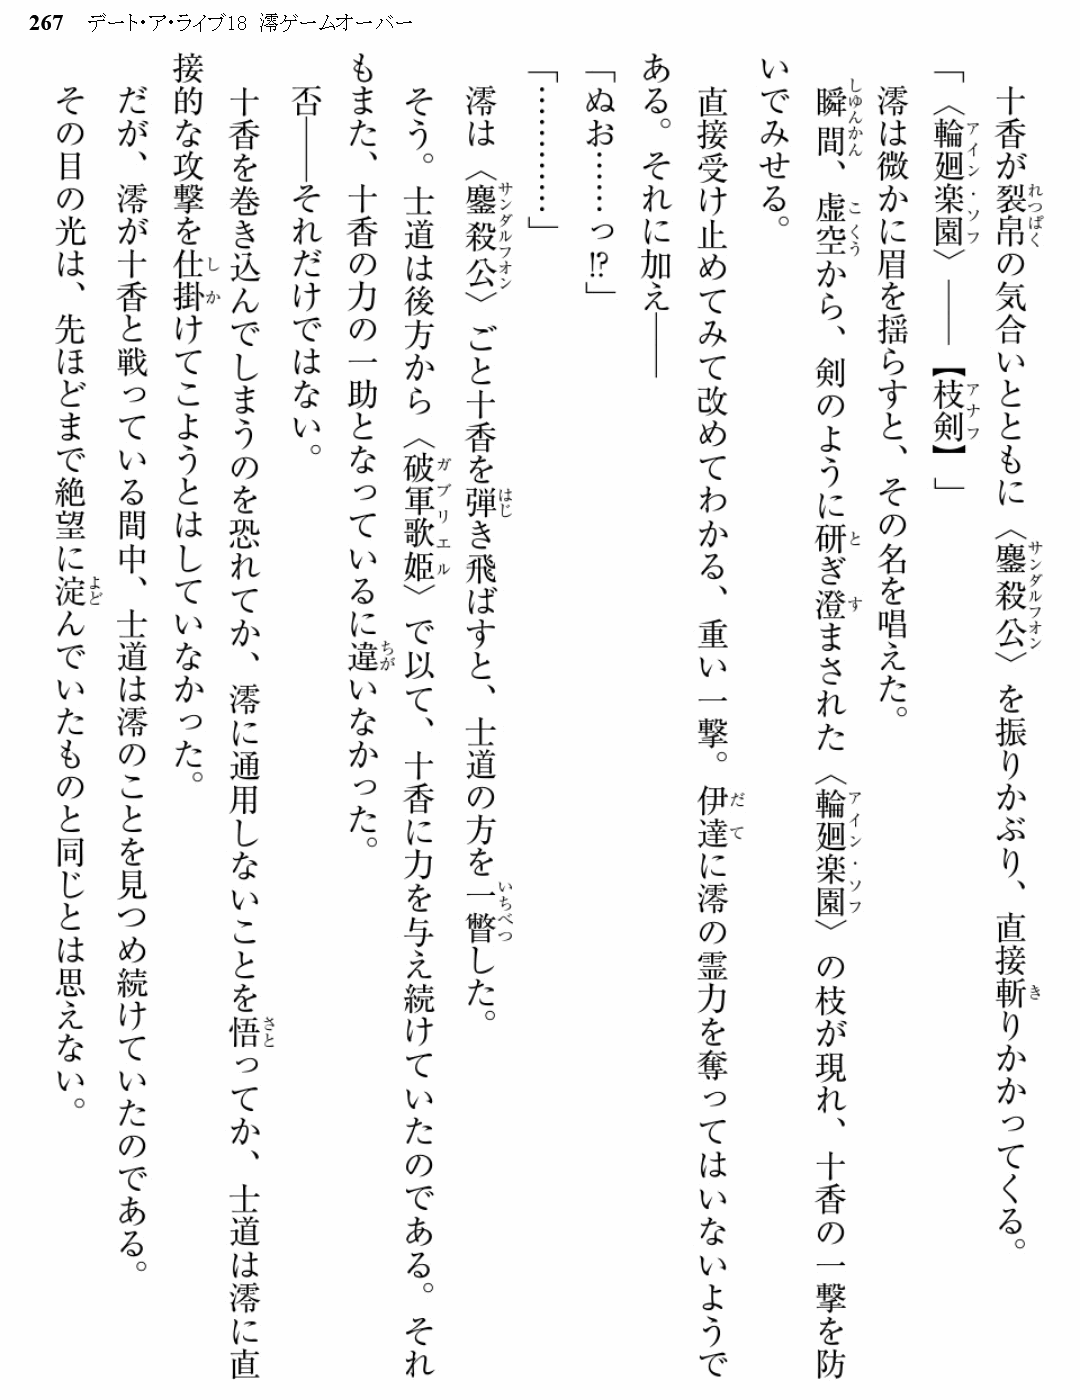 267 デート・ア・ライブ18 澪ゲームオーバー
十香が裂帛の気合いとともに〈鏖殺公〉を振りかぶり、直接斬りかかってくる。
「〈輪廻楽園〉――【枝剣】」
澪は微かに眉を揺らすと、その名を唱えた。
瞬間、虚空から、剣のように研ぎ澄まされた〈輪廻楽園〉の枝が現れ、十香の一撃を防
いでみせる。
直接受け止めてみて改めてわかる、重い一撃。伊達に澪の霊力を奪ってはいないようで
ある。それに加え――
「ぬお……っ!?」
「…………」
澪は〈鏖殺公〉ごと十香を弾き飛ばすと、士道の方を一瞥した。
そう。士道は後方から〈破軍歌姫〉で以て、十香に力を与え続けていたのである。それ
もまた、十香の力の一助となっているに違いなかった。
否――それだけではない。
十香を巻き込んでしまうのを恐れてか、澪に通用しないことを悟ってか、士道は澪に直
接的な攻撃を仕掛けてこようとはしていなかった。
だが、澪が十香と戦っている間中、士道は澪のことを見つめ続けていたのである。
その目の光は、先ほどまで絶望に淀んでいたものと同じとは思えない。